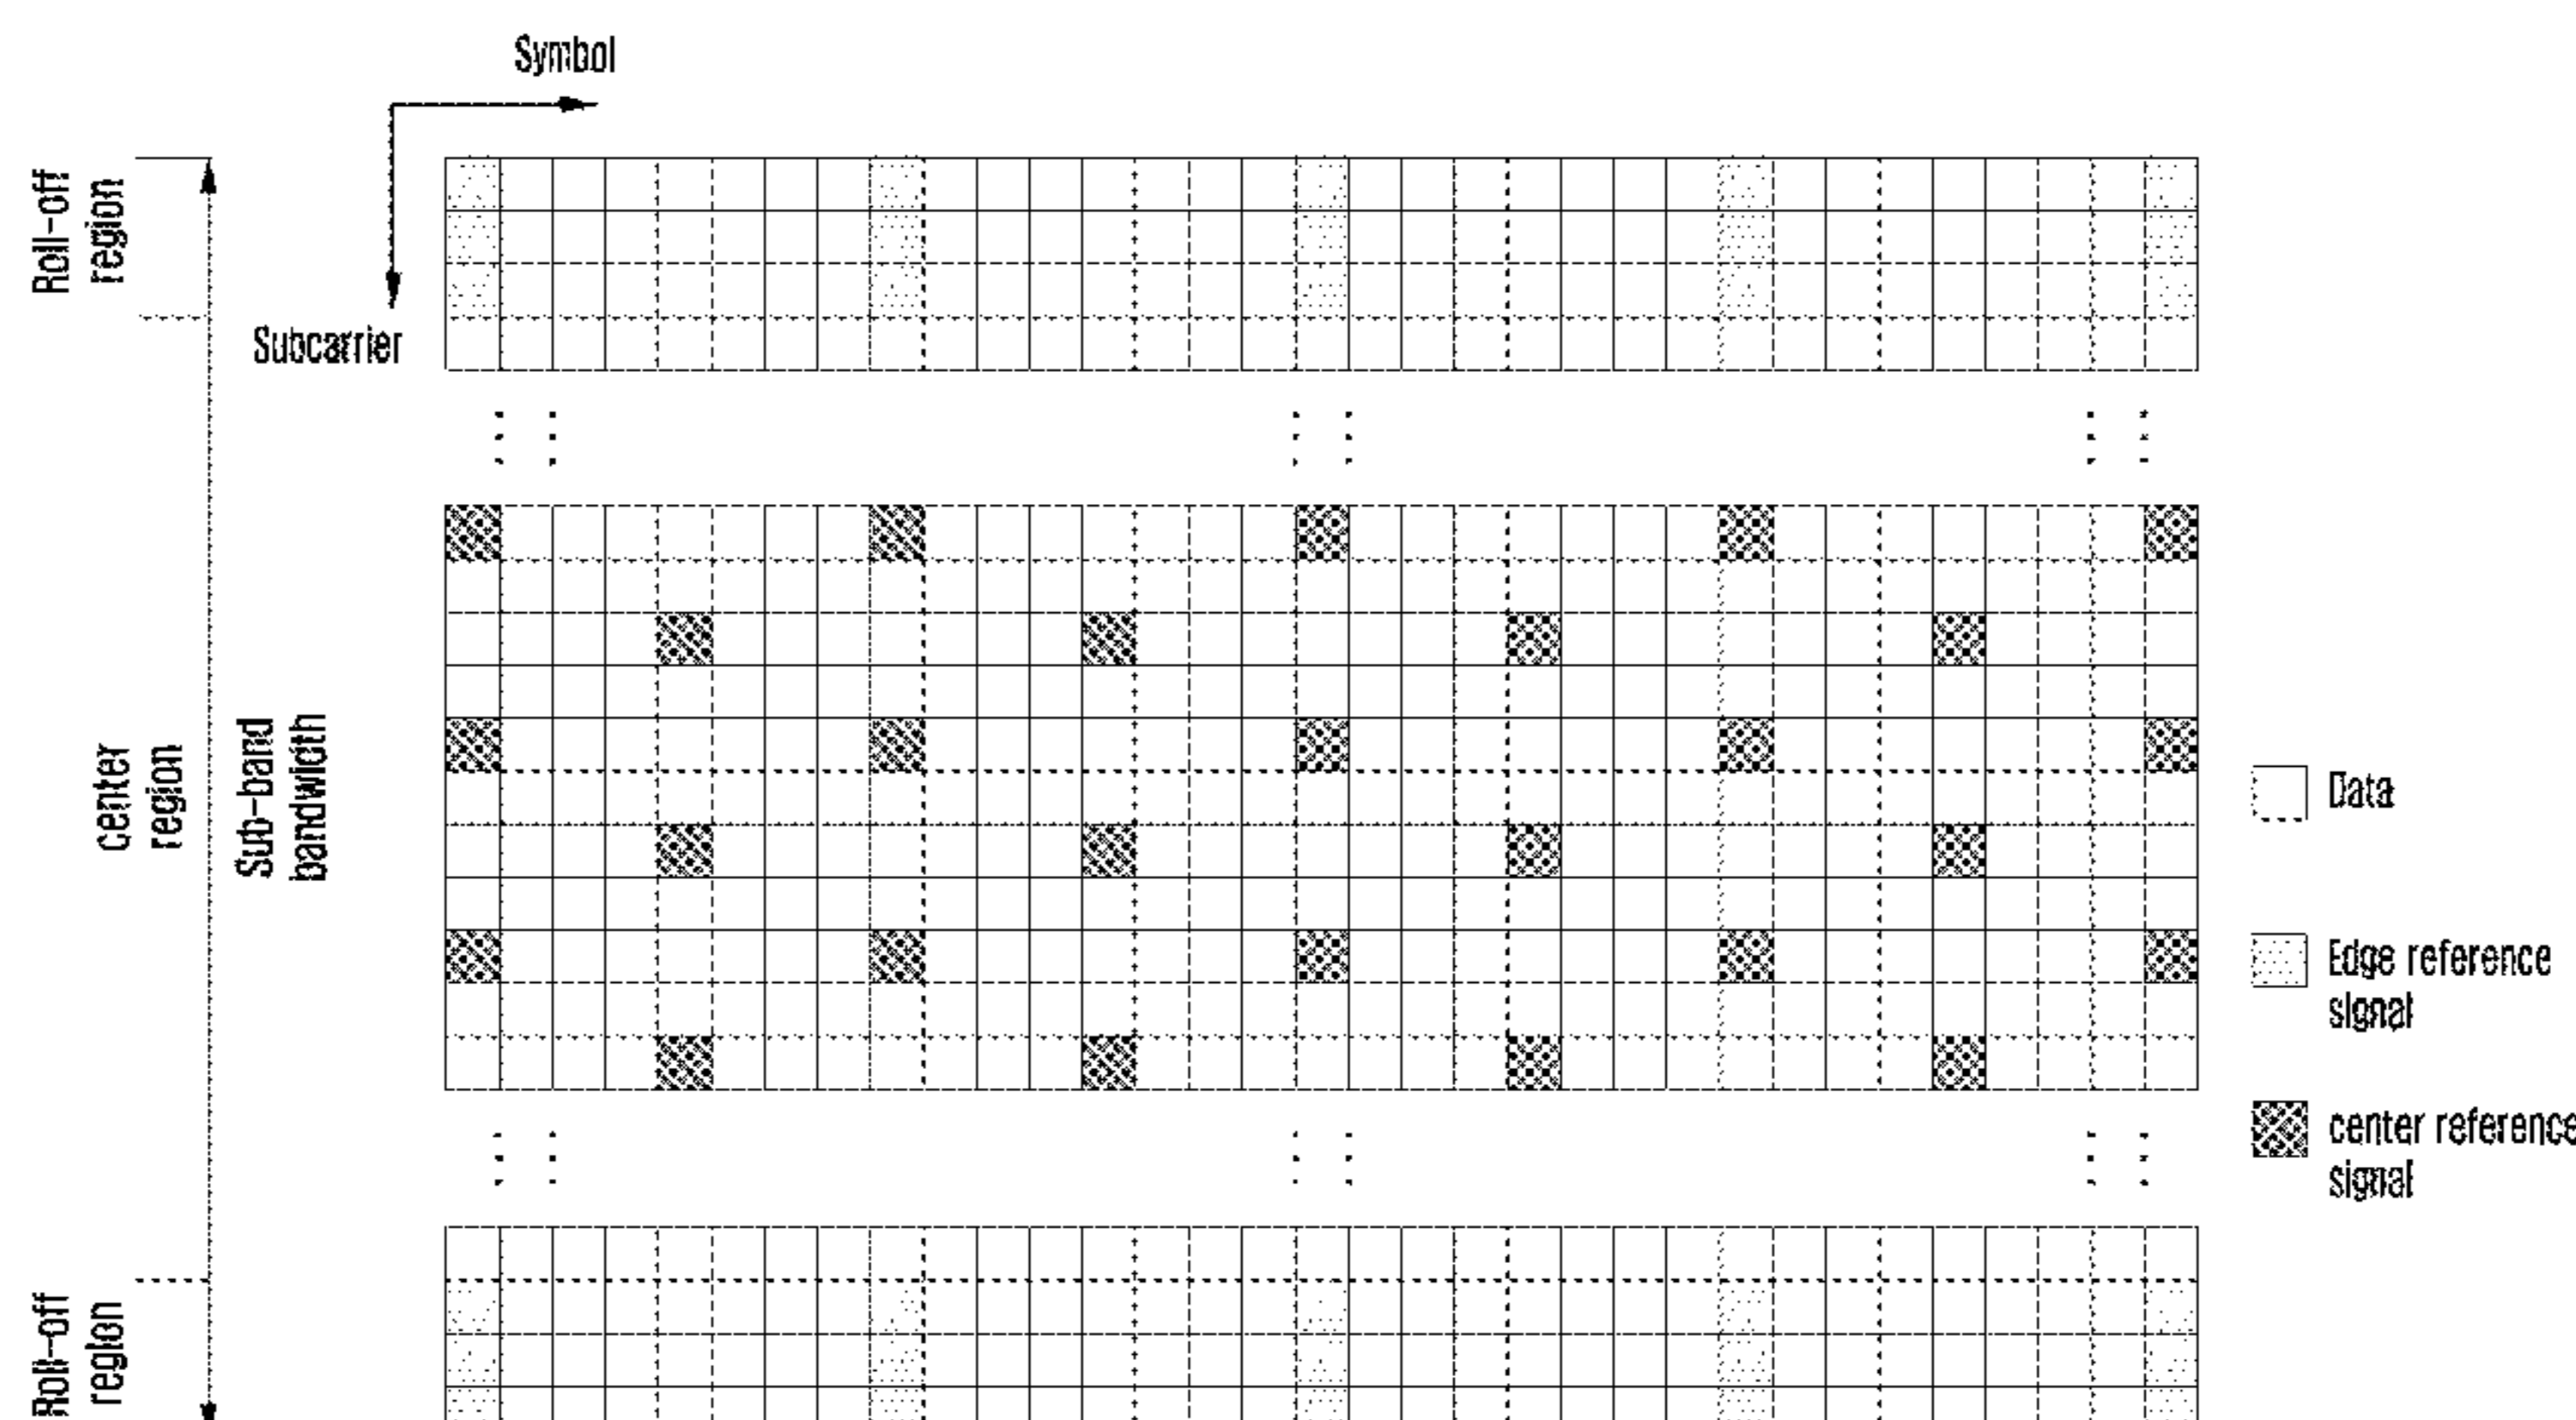 Symbol
Roll-off
region
Subcarrier
center
region
Sub-band
bandwidth
Data
Edge reference
signal
center reference
signal
Roll-off
region